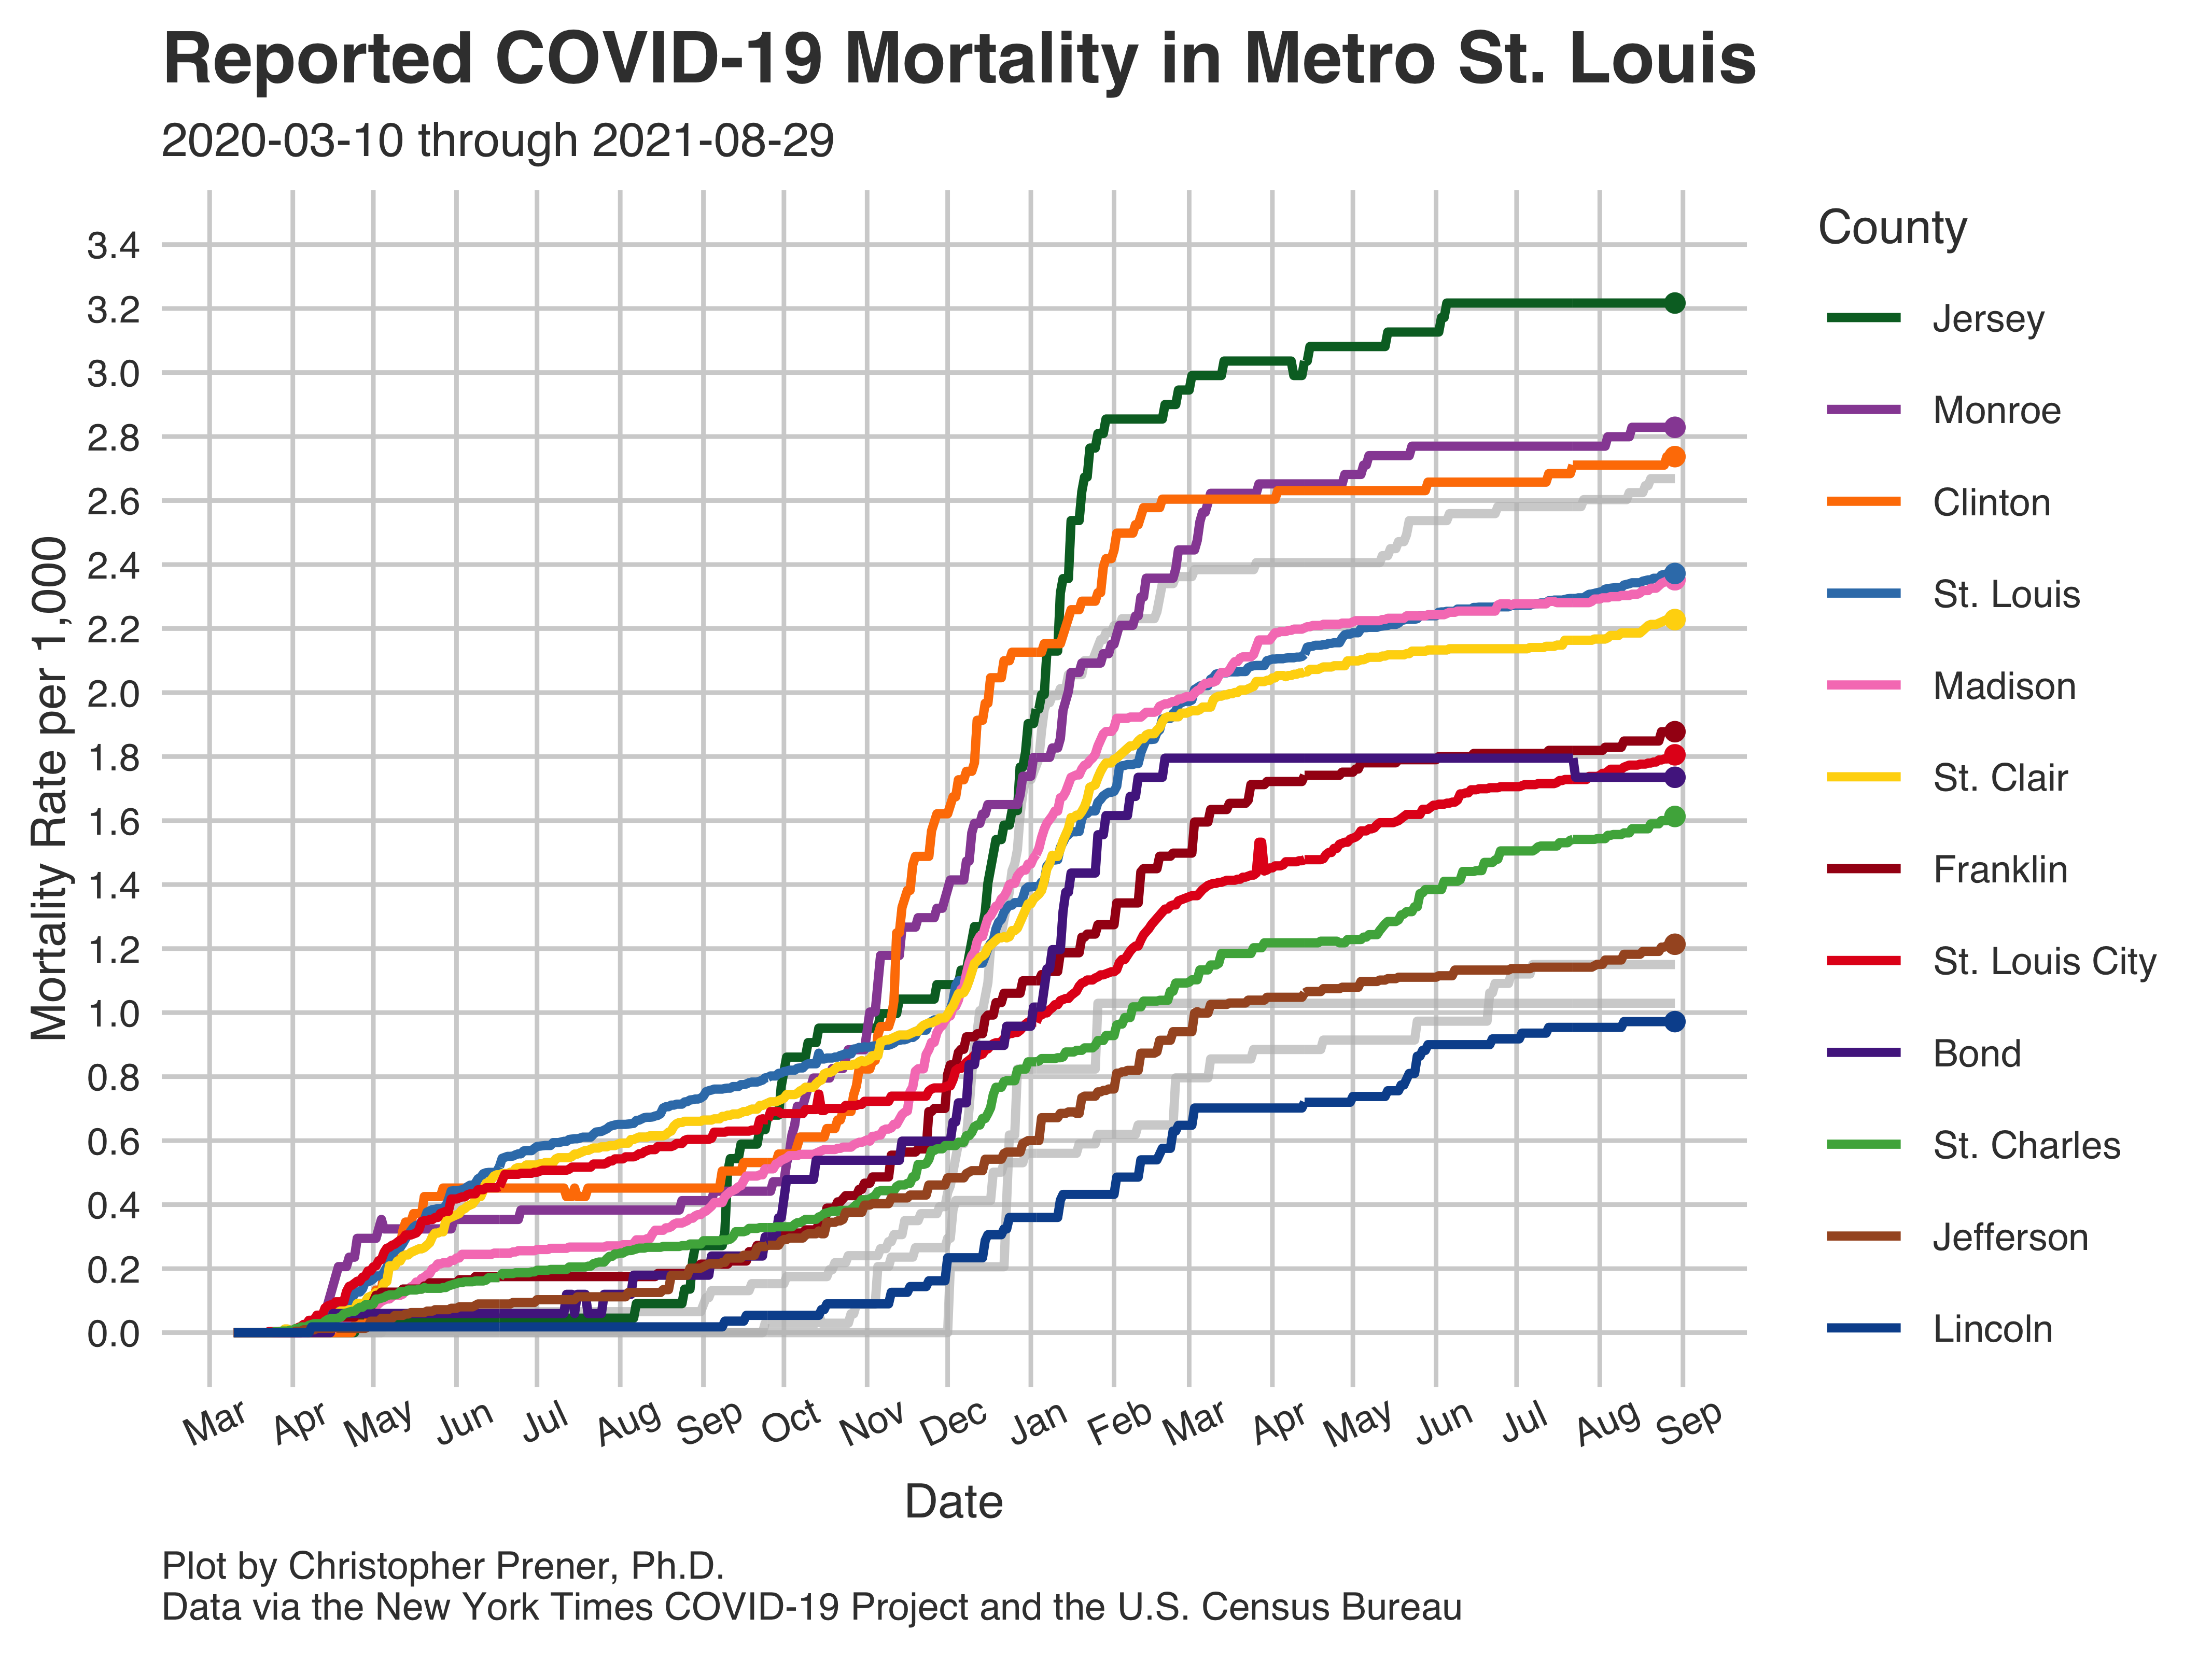 Reported COVID-19 Mortality in Metro St. Louis
2020-03-10 through 2021-08-29
Mortality Rate per 1,000
3.4
3.2
3.0
2.8
2.6
2.4
2.2
2.0
1.8
1.6
1.4
1.2
1.0
0.8
0.6
0.4
0.2
0.0
Mar Apr May Jun Jul Aug Sep Oct Nov Dec Jan Feb Mar Apr May Jun Jul Aug Sep
Date
County
Jersey
Monroe
Clinton
St. Louis
Madison
St. Clair
Franklin
St. Louis City
Bond
St. Charles
Jefferson
Lincoln
Plot by Christopher Prener, Ph.D.
Data via the New York Times COVID-19 Project and the U.S. Census Bureau